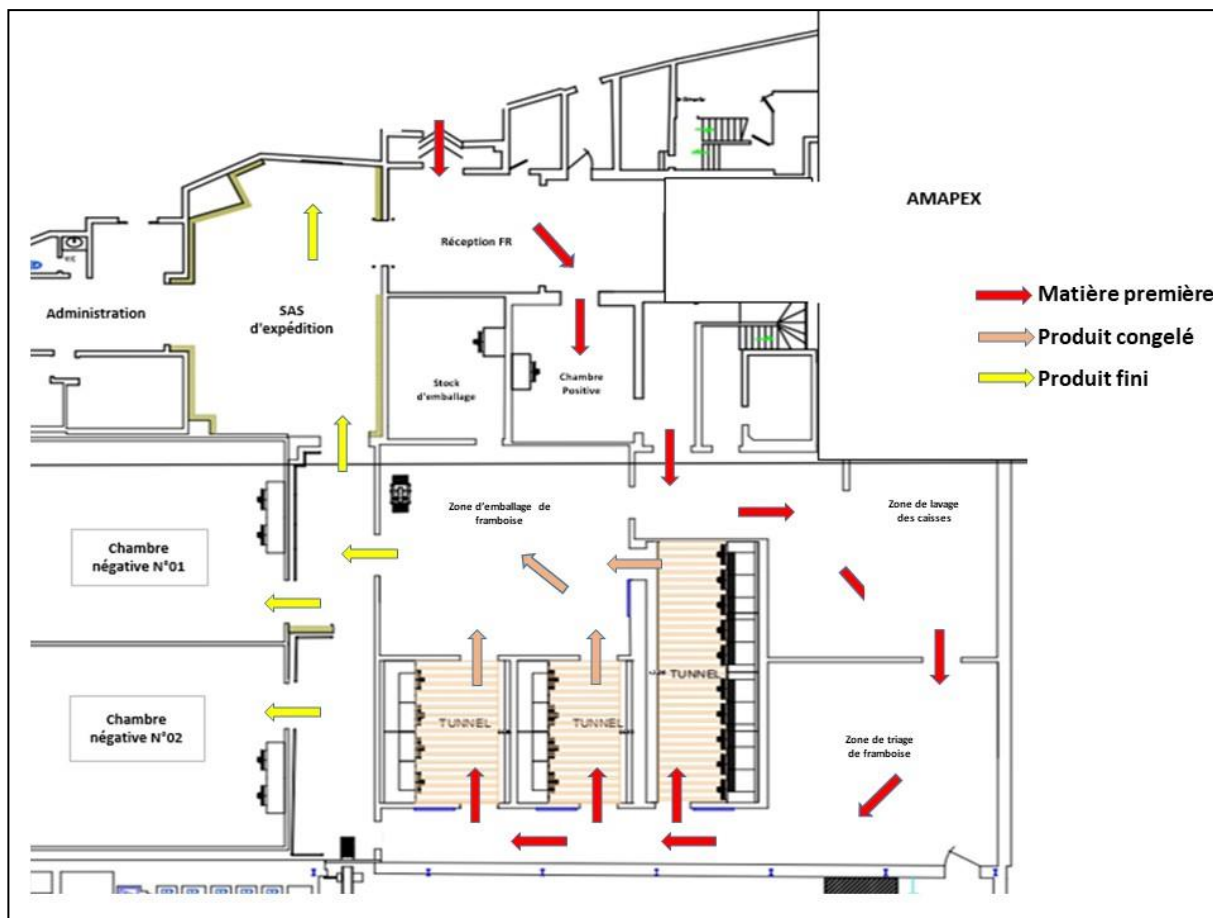 AMAPEX
Réception FR
Matière première
Produit congelé
Produit fini
W.C
Administration
SAS
d'expédition
Stock
d'emballage
Chambre
Positive
Zone d'emballage de
framboise
Zone de lavage
des caisses
Chambre
négative N°01
Chambre
négative N°02
TUNNEL
TUNNEL
TUNNEL
Zone de triage
de framboise